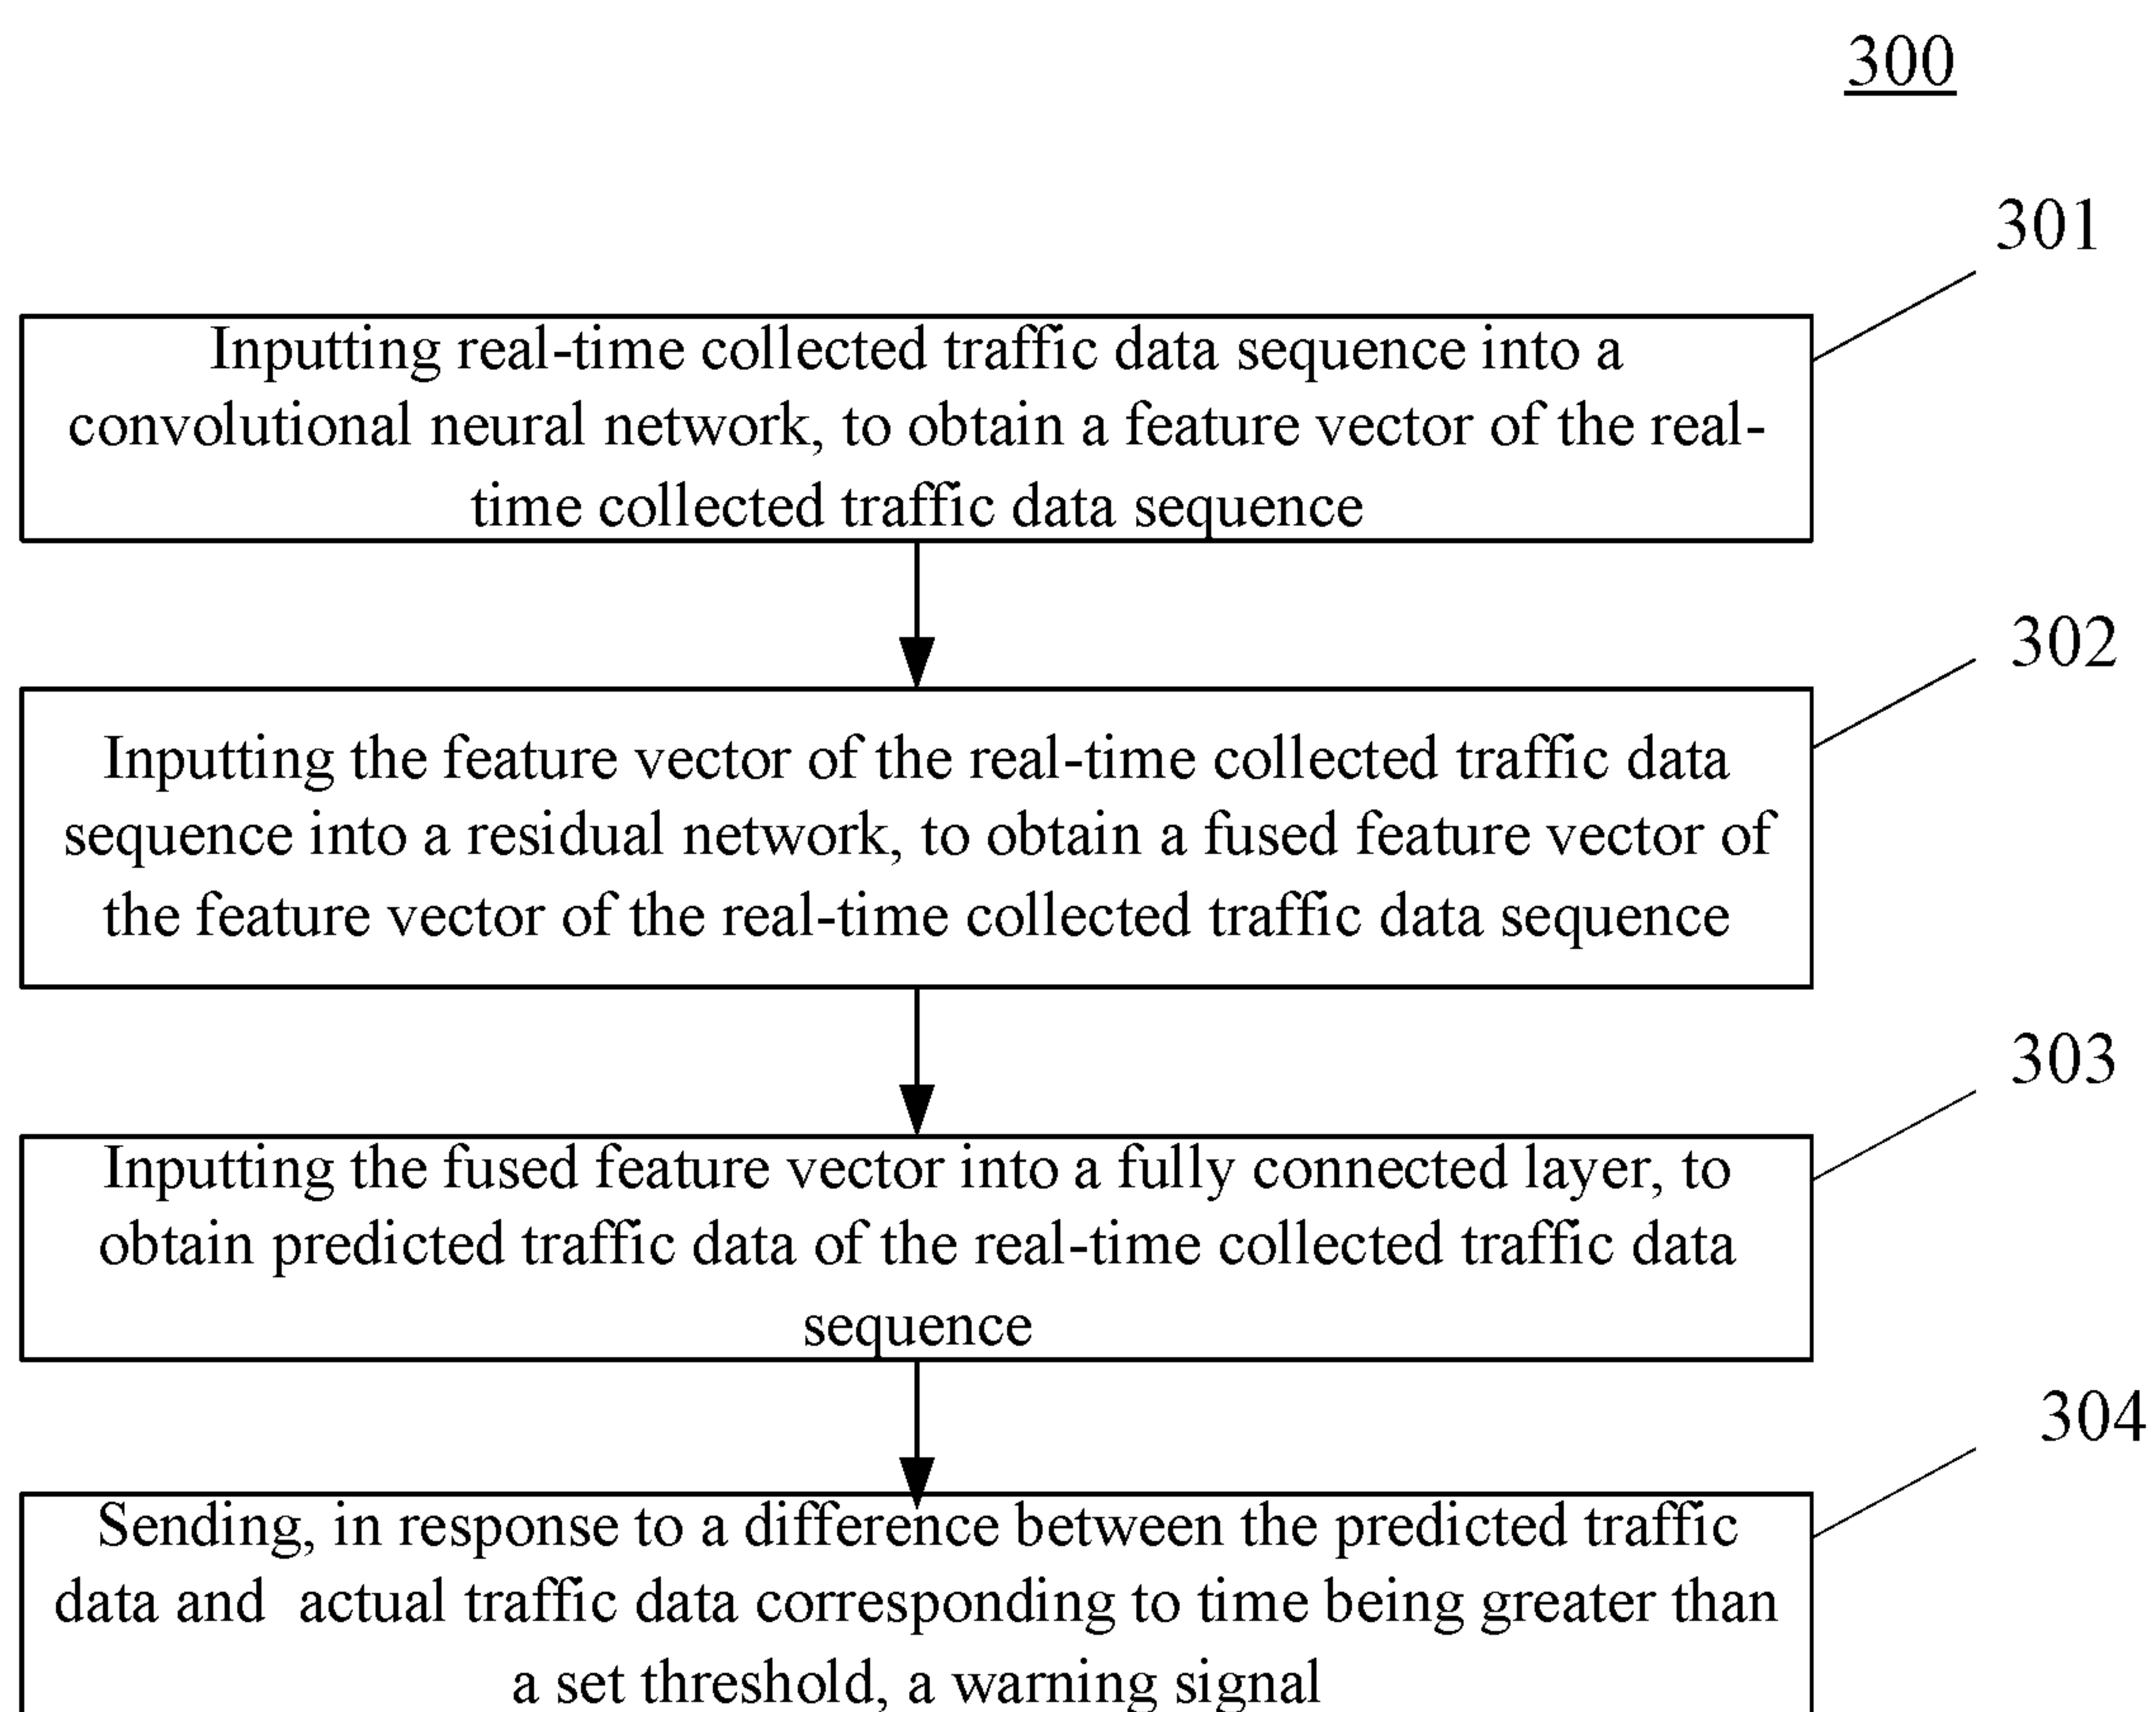 300
301
Inputting real-time collected traffic data sequence into a
convolutional neural network, to obtain a feature vector of the real-
time collected traffic data sequence
302
Inputting the feature vector of the real-time collected traffic data
sequence into a residual network, to obtain a fused feature vector of
the feature vector of the real-time collected traffic data sequence
303
Inputting the fused feature vector into a fully connected layer, to
obtain predicted traffic data of the real-time collected traffic data
sequence
304
Sending, in response to a difference between the predicted traffic
data and actual traffic data corresponding to time being greater than
a set threshold, a warning signal